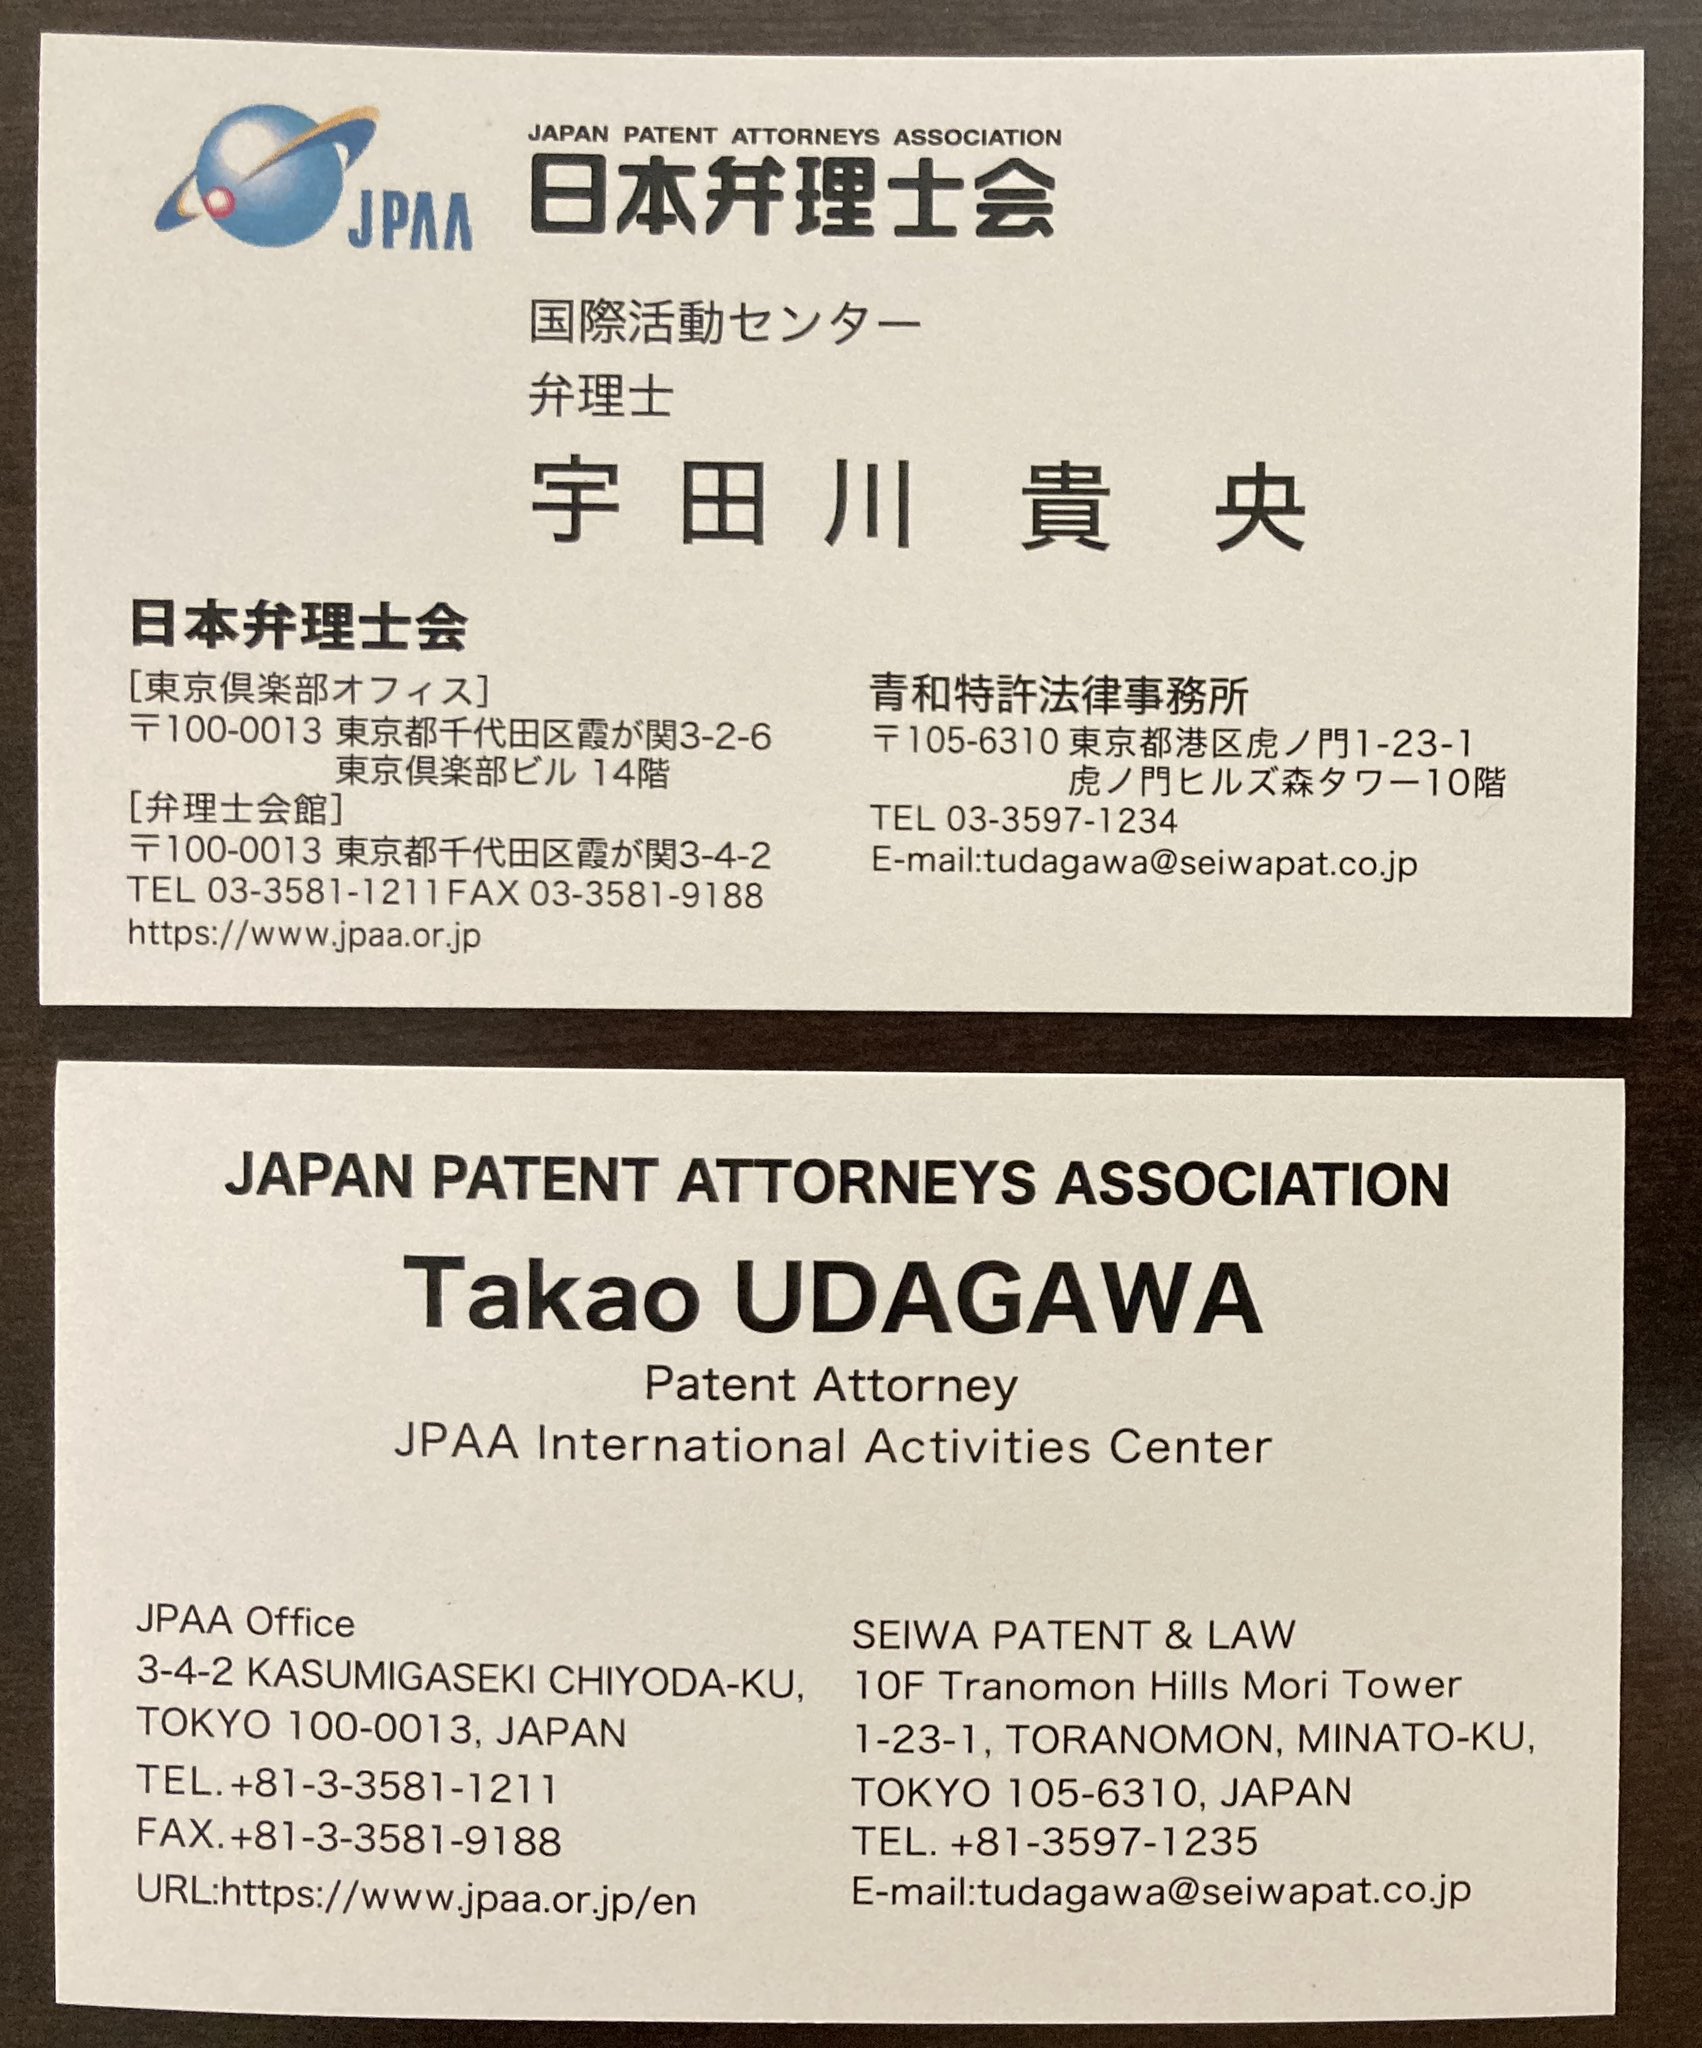 JPAA
JAPAN PATENT ATTORNEYS ASSOCIATION
日本弁理士会
国際活動センター
弁理士
宇田川 貴 央
日本弁理士会
[東京倶楽部オフィス]
〒100-0013 東京都千代田区霞が関3-2-6
東京倶楽部ビル 14階
[弁理士会館]
〒100-0013 東京都千代田区霞が関3-4-2
TEL 03-3581-1211 FAX 03-3581-9188
https://www.jpaa.or.jp
青和特許法律事務所
〒105-6310 東京都港区虎ノ門1-23-1
虎ノ門ヒルズ森タワー10階
TEL 03-3597-1234
E-mail:tudagawa@seiwapat.co.jp
JAPAN PATENT ATTORNEYS ASSOCIATION
Takao UDAGAWA
Patent Attorney
JPAA International Activities Center
JPAA Office
3-4-2 KASUMIGASEKI CHIYODA-KU,
TOKYO 100-0013, JAPAN
TEL. +81-3-3581-1211
FAX. +81-3-3581-9188
URL:https://www.jpaa.or.jp/en
SEIWA PATENT & LAW
10F Tranomon Hills Mori Tower
1-23-1, TORANOMON, MINATO-KU,
TOKYO 105-6310, JAPAN
TEL. +81-3597-1235
E-mail:tudagawa@seiwapat.co.jp